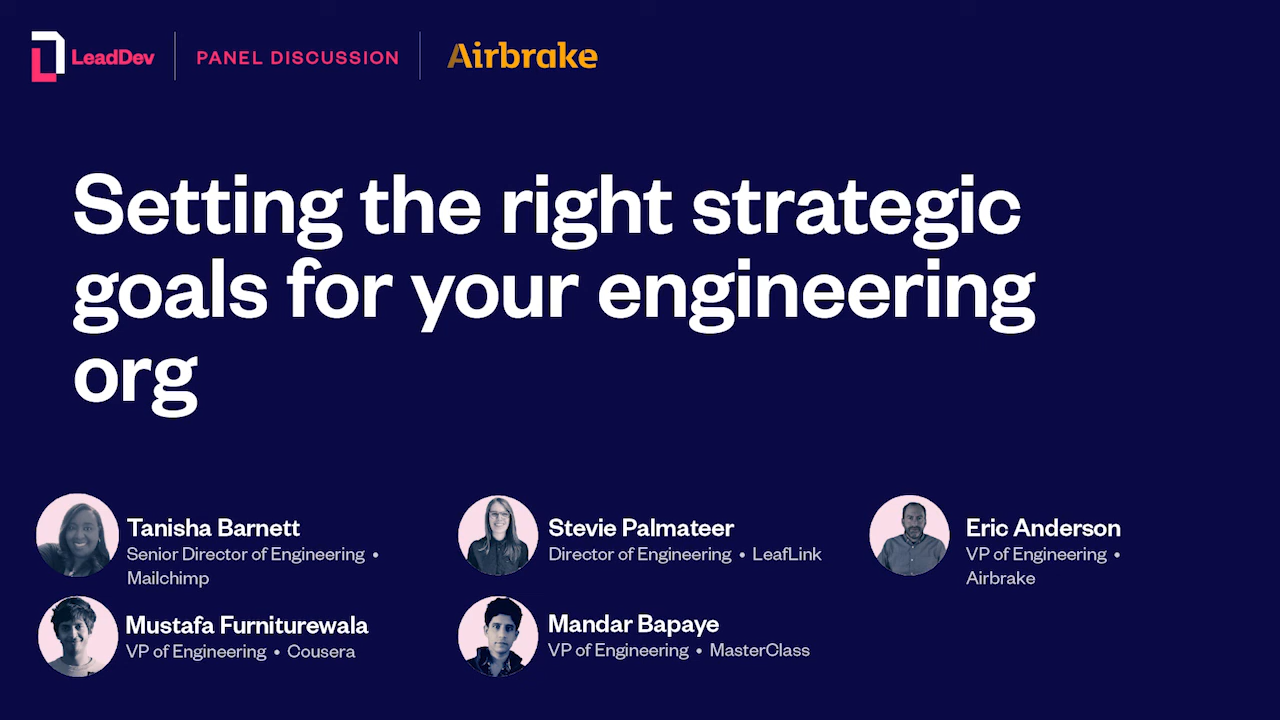 LeadDev
PANEL DISCUSSION
Airbrake
Setting the right strategic
goals for your engineering
org
Tanisha Barnett
Senior Director of Engineering •
Mailchimp
Stevie Palmateer
Director of Engineering • LeafLink
Eric Anderson
VP of Engineering •
Airbrake
Mustafa Furniturewala
VP of Engineering • Cousera
Mandar Bapaye
VP of Engineering • MasterClass